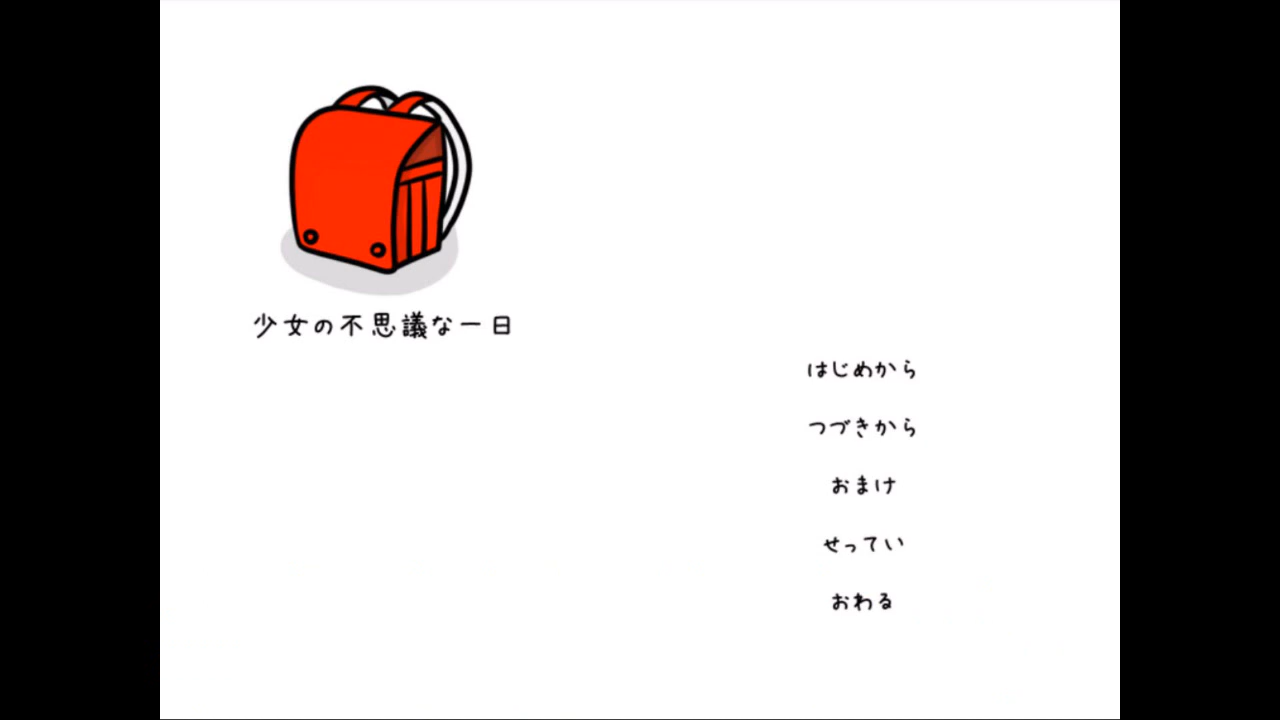 少女の不思議な一日
はじめから
つづきから
おまけ
せってい
おわる